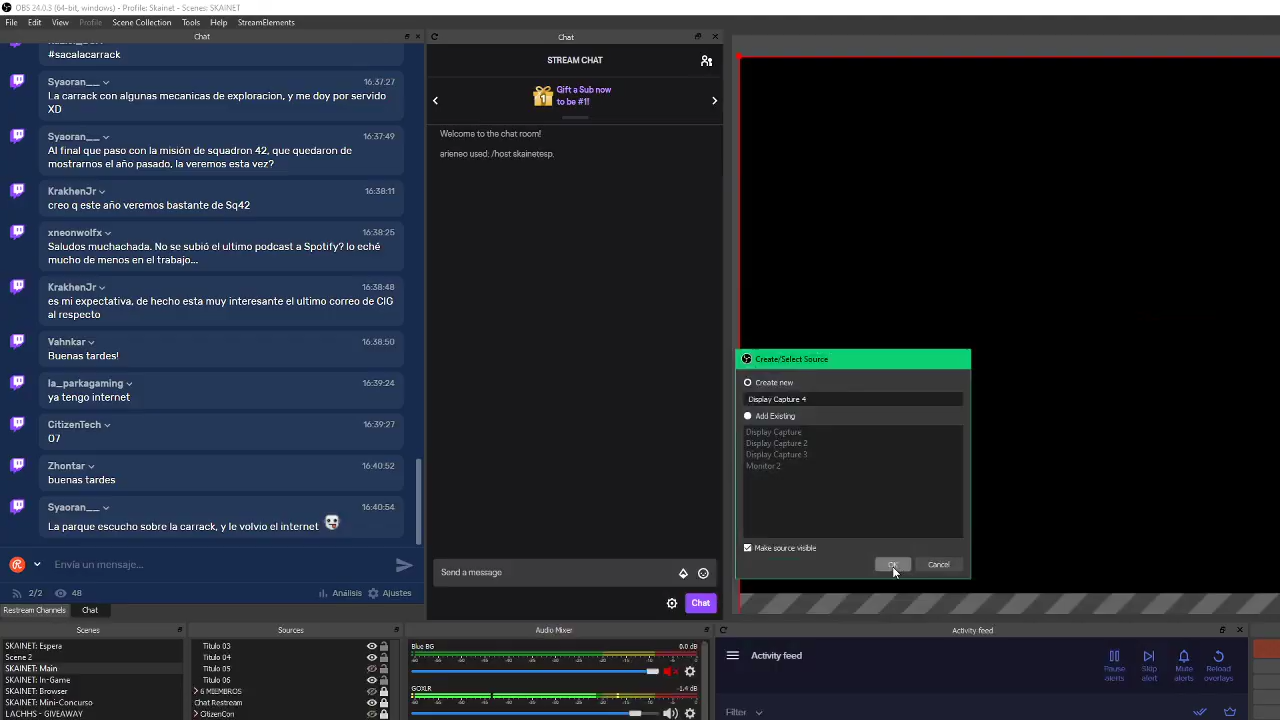 OBS 24.0.3 (64-bit, windows) - Profile: Skainet - Scenes: SKAINET
File Edit View Profile Scene Collection Tools Help StreamElements
Chat
#sacalacarrack
Syaoran__ 16:37:29
La carrack con algunas mecanicas de exploracion, y me doy por servido
XD
Syaoran__ 16:37:49
Al final que paso con la misión de squadron 42, que quedaron de
mostrarnos el año pasado, la veremos esta vez?
KrakhenJr 16:38:11
creo q este año veremos bastante de Sq42
xneonwolfx 16:38:25
Saludos muchachada. No se subió el ultimo podcast a Spotify? lo eché
mucho de menos en el trabajo...
KrakhenJr 16:38:48
es mi expectativa, de hecho esta muy interesante el ultimo correo de CIG
al respecto
Vahnkar 16:38:50
Buenas tardes!
la_parkagaming 16:39:24
ya tengo internet
CitizenTech 16:39:27
O7
Zhontar 16:40:52
buenas tardes
Syaoran__ 16:40:54
La parque escucho sobre la carrack, y le volvio el internet
Envía un mensaje...
2/2 48 Análisis Ajustes
Restream Channels Chat
Chat
STREAM CHAT
Gift a Sub now
to be #1!
Welcome to the chat room!
arieneo used: /host skainetesp.
Send a message
Chat
Create/Select Source
Create new
Display Capture 4
Add Existing
Display Capture
Display Capture 2
Display Capture 3
Monitor 2
Make source visible
OK Cancel
Scenes
SKAINET: Espera
Scene 2
SKAINET: Main
SKAINET: In-Game
SKAINET: Browser
SKAINET: Mini-Concurso
LACHHS - GIVEAWAY
Sources
Titulo 03
Titulo 04
Titulo 05
Titulo 06
6 MIEMBROS
Chat Restream
CitizenCon
Audio Mixer
Blue BG 0.0 dB
GOXLR -1.4 dB
Activity feed
Activity feed
Pause
alerts
Skip
alert
Mute
alerts
Reload
overlays
Filter